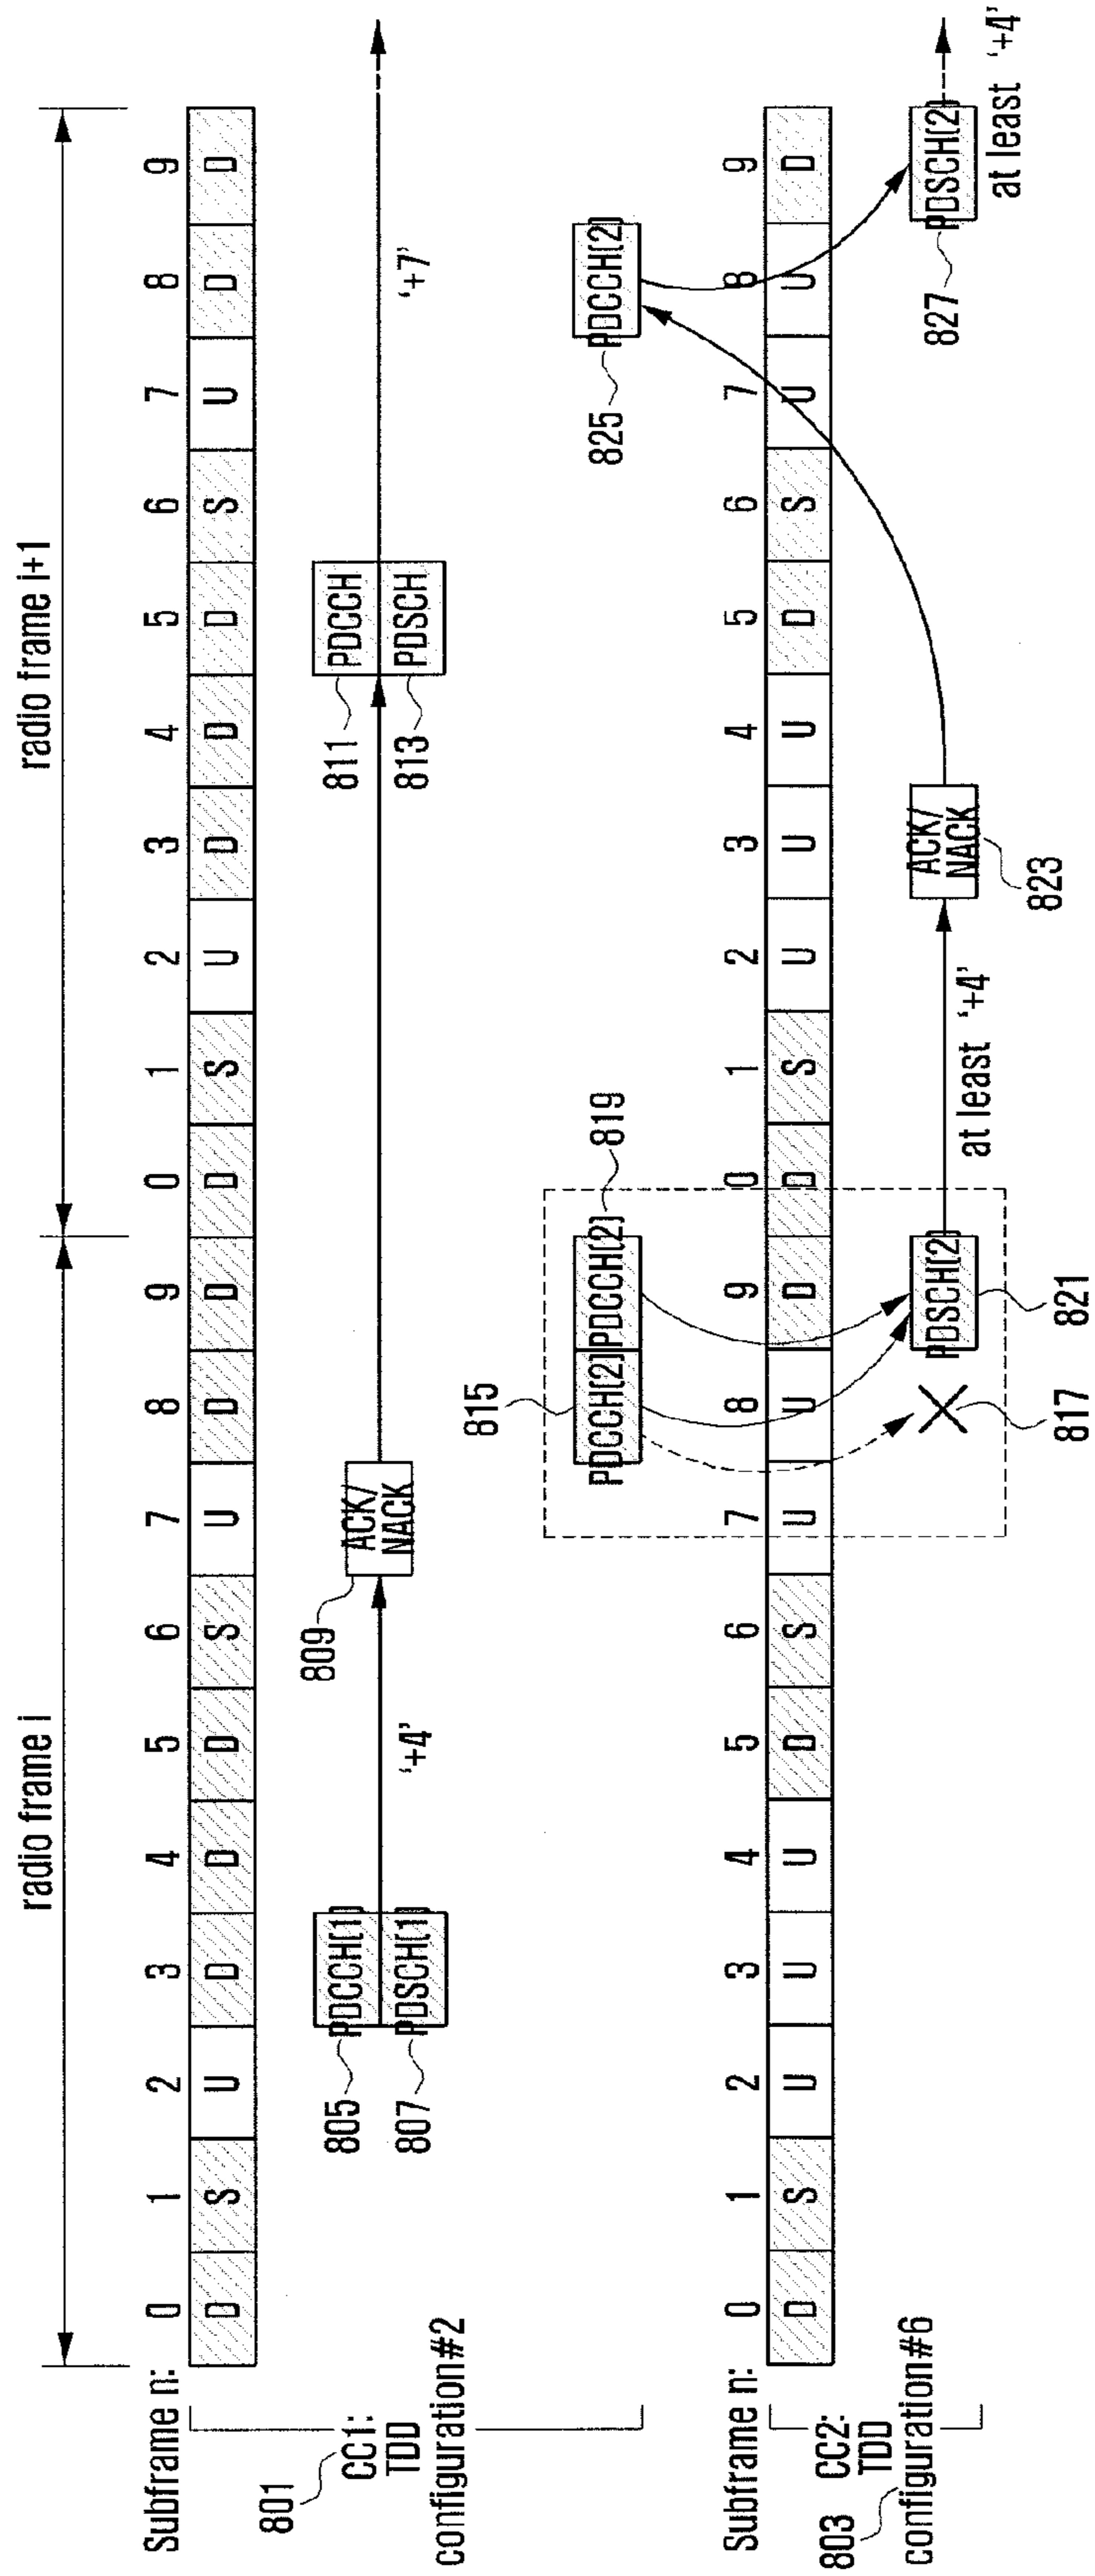 radio frame i
radio frame i+1
Subframe n:
0 1 2 3 4 5 6 7 8 9 0 1 2 3 4 5 6 7 8 9
801
CC1:
TDD
configuration#2
D S U D D D S U D D D S U D D D S U D D
805
PDCCH(1)
807
PDSCH(1)
'+4'
809
ACK/
NACK
811
PDCCH
813
PDSCH
'+7'
815
PDCCH(2)
PDCCH(2)
819
825
PDCCH(2)
Subframe n:
0 1 2 3 4 5 6 7 8 9 0 1 2 3 4 5 6 7 8 9
803
CC2:
TDD
configuration#6
D S U U U D S U U D D S U U U D S U U D
817
PDSCH(2)
821
at least '+4'
ACK/
NACK
823
827
PDSCH(2)
at least '+4'